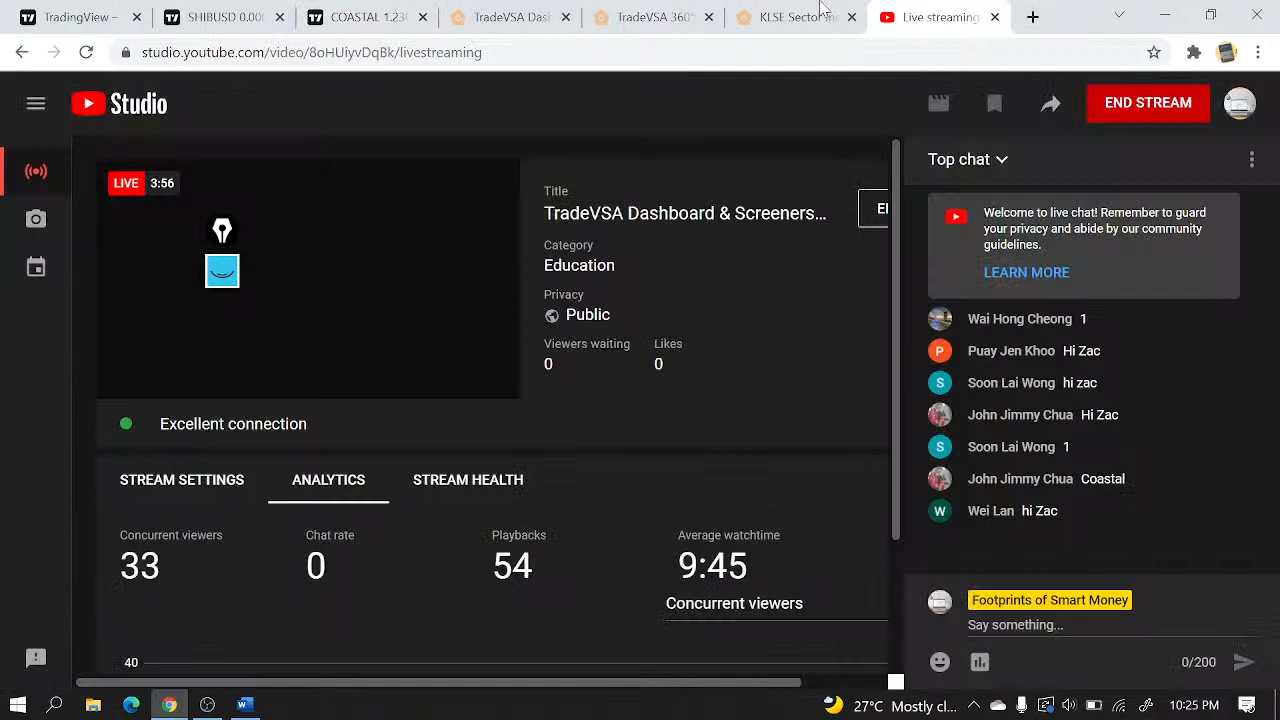 TradingView
SHIBUSD 0.000
COASTAL 1.230
TradeVSA Das
TradeVSA 360°
KLSE Sector
Live streaming
studio.youtube.com/video/8oHUiyvDqBk/livestreaming
Studio
END STREAM
LIVE 3:56
Title
TradeVSA Dashboard & Screeners...
Category
Education
Privacy
Public
Viewers waiting Likes
0 0
Excellent connection
STREAM SETTINGS ANALYTICS STREAM HEALTH
Concurrent viewers Chat rate Playbacks Average watchtime
33 0 54 9:45
Concurrent viewers
40
Top chat
Welcome to live chat! Remember to guard
your privacy and abide by our community
guidelines.
LEARN MORE
Wai Hong Cheong 1
P Puay Jen Khoo Hi Zac
S Soon Lai Wong hi zac
John Jimmy Chua Hi Zac
S Soon Lai Wong 1
John Jimmy Chua Coastal
W Wei Lan hi Zac
Footprints of Smart Money
Say something...
0/200
27°C Mostly cl... 10:25 PM